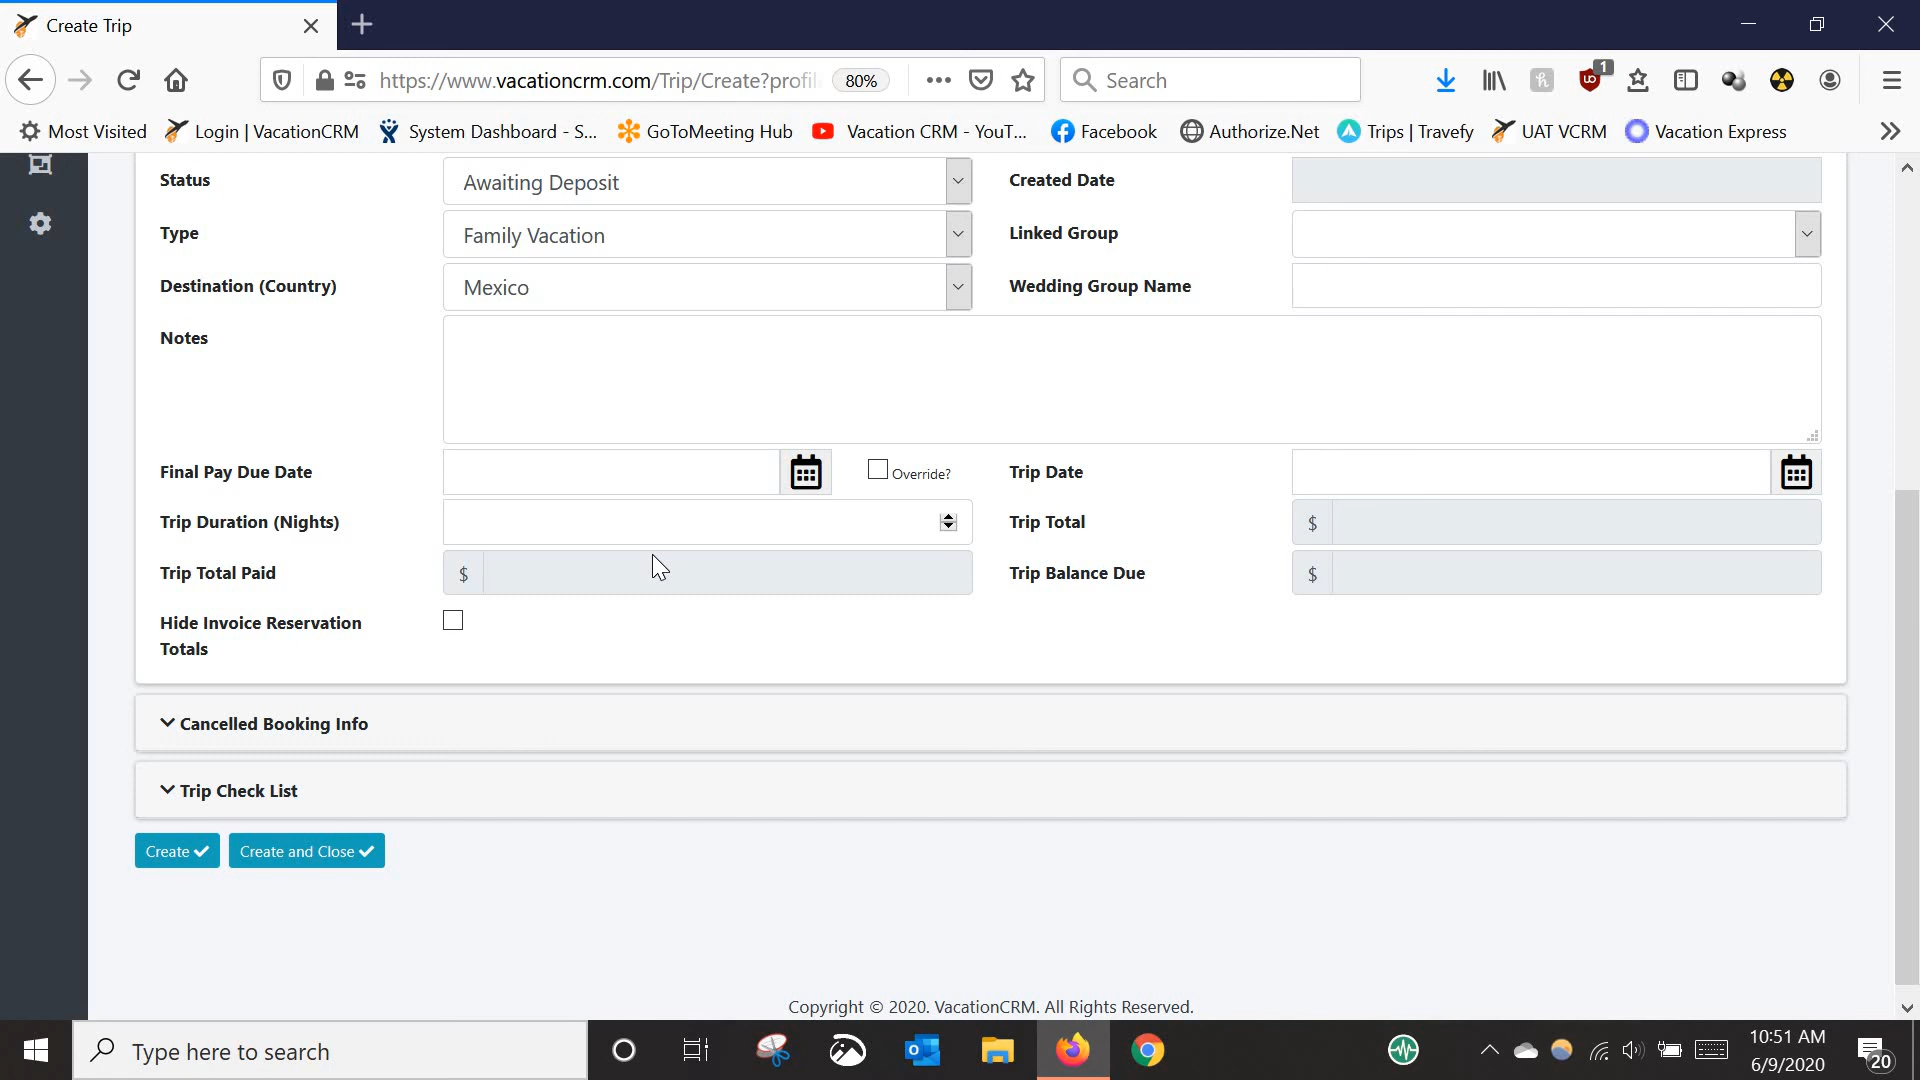 Create Trip
https://www.vacationcrm.com/Trip/Create?profil
80%
Search
1
Most Visited
Login | VacationCRM
System Dashboard - S...
GoToMeeting Hub
Vacation CRM - YouT...
Facebook
Authorize.Net
Trips | Travefy
UAT VCRM
Vacation Express
Status
Awaiting Deposit
Created Date
Type
Family Vacation
Linked Group
Destination (Country)
Mexico
Wedding Group Name
Notes
Final Pay Due Date
Override?
Trip Date
Trip Duration (Nights)
Trip Total
$
Trip Total Paid
$
Trip Balance Due
$
Hide Invoice Reservation
Totals
Cancelled Booking Info
Trip Check List
Create
Create and Close
Copyright © 2020. VacationCRM. All Rights Reserved.
Type here to search
10:51 AM
6/9/2020
20